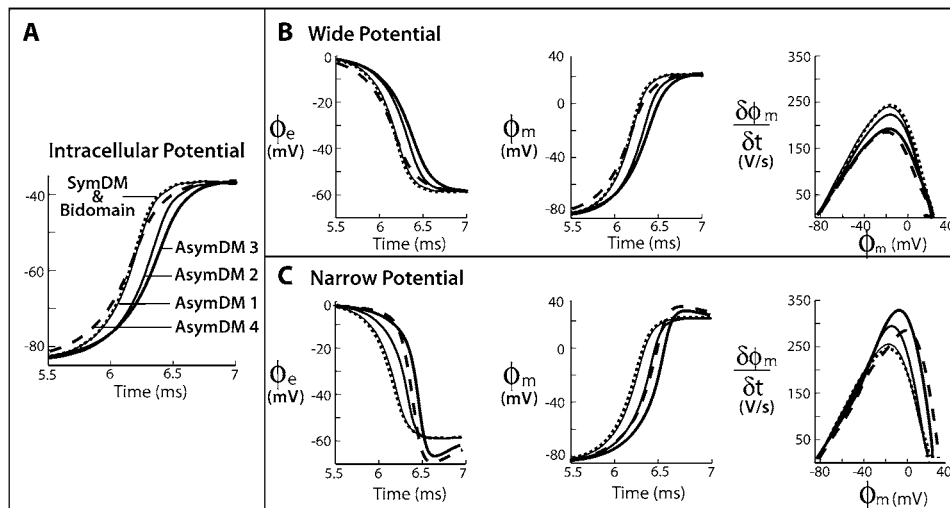 A
Intracellular Potential
SymDM
&
Bidomain
AsymDM 3
AsymDM 2
AsymDM 1
AsymDM 4
-40
-60
-80
5.5 6 6.5 7
Time (ms)
B Wide Potential
ϕe
(mV)
0
-20
-40
-60
5.5 6 6.5 7
Time (ms)
ϕm
(mV)
40
0
-40
-80
5.5 6 6.5 7
Time (ms)
δϕm
δt
(V/s)
350
250
150
50
-80 -40 0 40
ϕm (mV)
C Narrow Potential
ϕe
(mV)
0
-20
-40
-60
5.5 6 6.5 7
Time (ms)
ϕm
(mV)
40
0
-40
-80
5.5 6 6.5 7
Time (ms)
δϕm
δt
(V/s)
350
250
150
50
-80 -40 0 40
ϕm (mV)